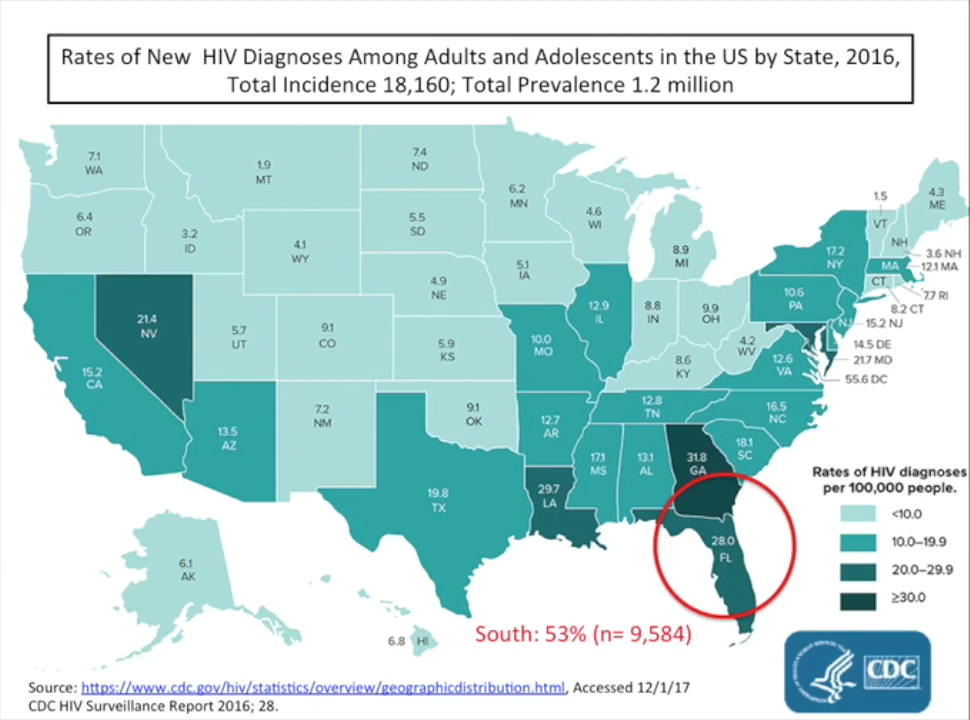 Rates of New HIV Diagnoses Among Adults and Adolescents in the US by State, 2016,
Total Incidence 18,160; Total Prevalence 1.2 million
7.1
WA
1.9
MT
7.4
ND
6.2
MN
4.6
WI
8.9
MI
1.5
VT
4.3
ME
6.4
OR
3.2
ID
4.1
WY
5.5
SD
5.1
IA
17.2
NY
NH
3.6 NH
MA
12.1 MA
CT
7.7 RI
8.2 CT
21.4
NV
5.7
UT
9.1
CO
4.9
NE
12.9
IL
8.8
IN
9.9
OH
10.6
PA
NJ
15.2 NJ
14.5 DE
21.7 MD
55.6 DC
15.2
CA
5.9
KS
10.0
MO
8.6
KY
4.2
WV
12.6
VA
13.5
AZ
7.2
NM
9.1
OK
12.7
AR
12.8
TN
16.5
NC
18.1
SC
19.8
TX
29.7
LA
17.1
MS
13.1
AL
31.8
GA
28.0
FL
6.1
AK
6.8 HI
Rates of HIV diagnoses
per 100,000 people.
<10.0
10.0–19.9
20.0–29.9
≥30.0
South: 53% (n= 9,584)
CDC
Source: https://www.cdc.gov/hiv/statistics/overview/geographicdistribution.html, Accessed 12/1/17
CDC HIV Surveillance Report 2016; 28.